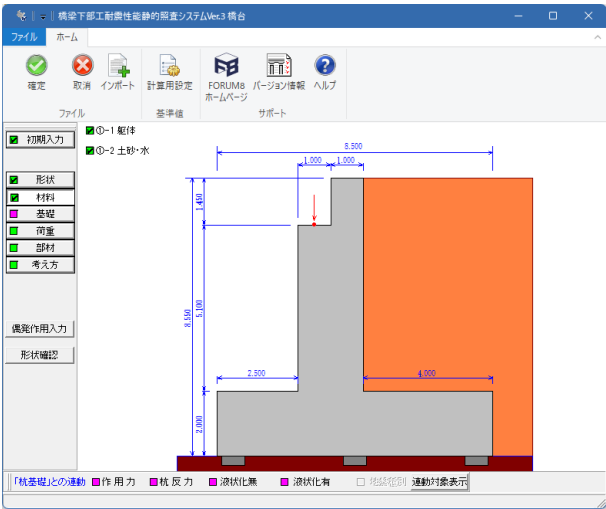 橋梁下部工耐震性能静的照査システムVer.3 橋台
ファイル ホーム
確定 取消 インポート 計算用設定 FORUM8 ホームページ バージョン情報 ヘルプ
ファイル 基準値 サポート
初期入力
形状
材料
基礎
荷重
部材
考え方
偶発作用入力
形状確認
①-1 躯体
①-2 土砂・水
8.500
1.000 1.000
1.450
5.100
8.550
2.500
4.000
2.000
「杭基礎」との連動 作 用 力 杭 反 力 液状化無 液状化有 地盤種別 連動対象表示